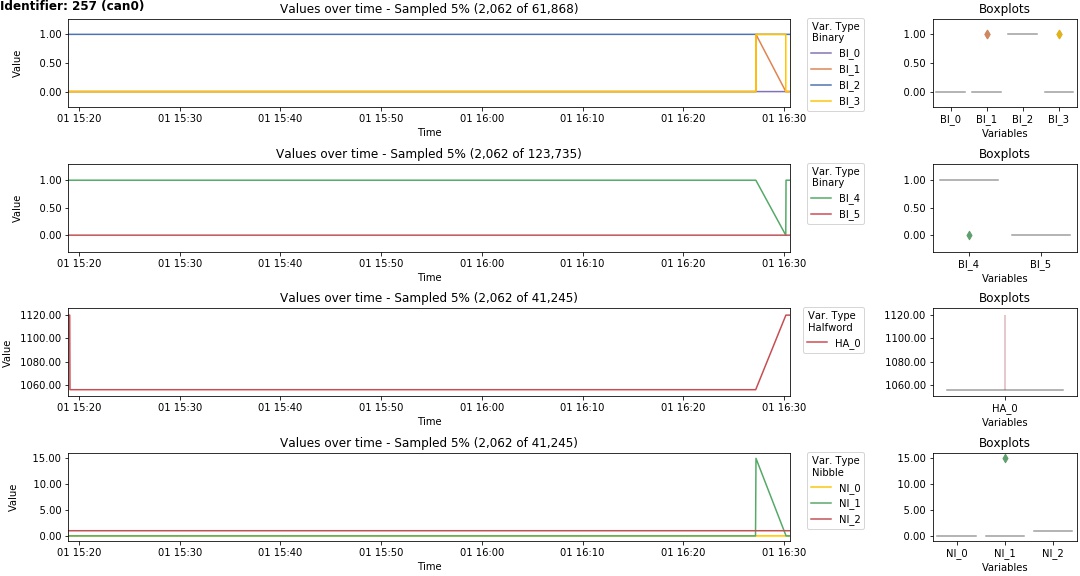 Identifier: 257 (can0)
Values over time - Sampled 5% (2,062 of 61,868)
Value
1.00
0.50
0.00
01 15:20 01 15:30 01 15:40 01 15:50 01 16:00 01 16:10 01 16:20 01 16:30
Time
Var. Type
Binary
BI_0
BI_1
BI_2
BI_3
Boxplots
1.00
0.50
0.00
BI_0 BI_1 BI_2 BI_3
Variables
Values over time - Sampled 5% (2,062 of 123,735)
Value
1.00
0.50
0.00
01 15:20 01 15:30 01 15:40 01 15:50 01 16:00 01 16:10 01 16:20 01 16:30
Time
Var. Type
Binary
BI_4
BI_5
Boxplots
1.00
0.50
0.00
BI_4 BI_5
Variables
Values over time - Sampled 5% (2,062 of 41,245)
Value
1120.00
1100.00
1080.00
1060.00
01 15:20 01 15:30 01 15:40 01 15:50 01 16:00 01 16:10 01 16:20 01 16:30
Time
Var. Type
Halfword
HA_0
Boxplots
1120.00
1100.00
1080.00
1060.00
HA_0
Variables
Values over time - Sampled 5% (2,062 of 41,245)
Value
15.00
10.00
5.00
0.00
01 15:20 01 15:30 01 15:40 01 15:50 01 16:00 01 16:10 01 16:20 01 16:30
Time
Var. Type
Nibble
NI_0
NI_1
NI_2
Boxplots
15.00
10.00
5.00
0.00
NI_0 NI_1 NI_2
Variables